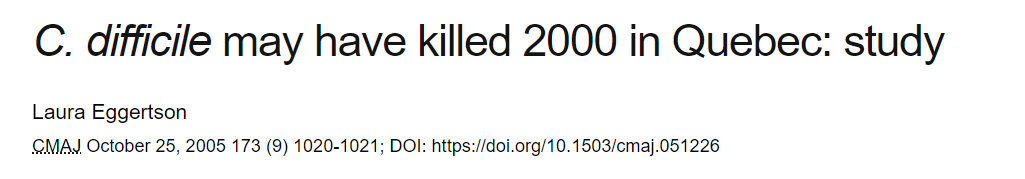 C. difficile may have killed 2000 in Quebec: study
Laura Eggertson
CMAJ October 25, 2005 173 (9) 1020-1021; DOI: https://doi.org/10.1503/cmaj.051226